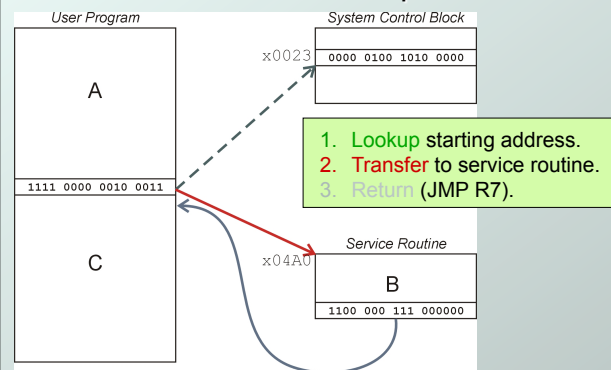 User Program
System Control Block
x0023
0000 0100 1010 0000
A
1. Lookup starting address.
2. Transfer to service routine.
3. Return (JMP R7).
1111 0000 0010 0011
Service Routine
x04A0
C
B
1100 000 111 000000